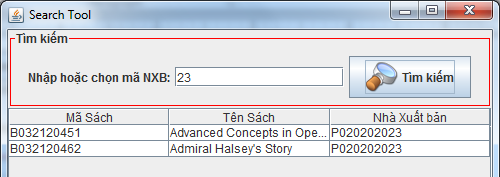 Search Tool
Tìm kiếm
Nhập hoặc chọn mã NXB: 23 Tìm kiếm
Mã Sách Tên Sách Nhà Xuất bản
B032120451 Advanced Concepts in Ope... P020202023
B032120462 Admiral Halsey's Story P020202023